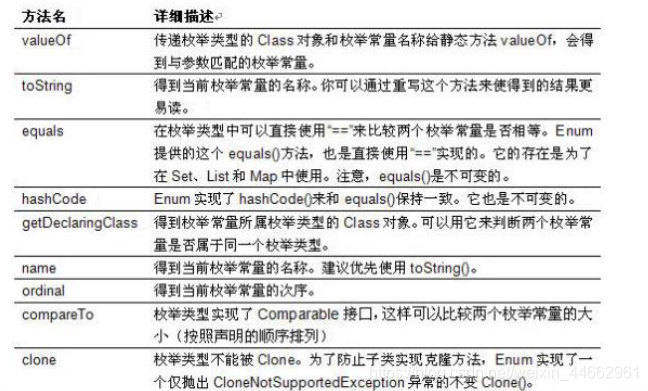 方法名 详细描述
valueOf 传递枚举类型的 Class 对象和枚举常量名称给静态方法 valueOf，会得
到与参数匹配的枚举常量。
toString 得到当前枚举常量的名称。你可以通过重写这个方法来使得到的结果更
易读。
equals 在枚举类型中可以直接使用“==”来比较两个枚举常量是否相等。Enum
提供的这个 equals()方法，也是直接使用“==”实现的。它的存在是为了
在 Set、List 和 Map 中使用。注意，equals()是不可变的。
hashCode Enum 实现了 hashCode()来和 equals()保持一致。它也是不可变的。
getDeclaringClass 得到枚举常量所属枚举类型的 Class 对象。可以用它来判断两个枚举常
量是否属于同一个枚举类型。
name 得到当前枚举常量的名称。建议优先使用 toString()。
ordinal 得到当前枚举常量的次序。
compareTo 枚举类型实现了 Comparable 接口，这样可以比较两个枚举常量的大
小（按照声明的顺序排列）
clone 枚举类型不能被 Clone。为了防止子类实现克隆方法，Enum 实现了一
个仅抛出 CloneNotSupportedException 异常的不变 Clone()。
https://blog.csdn.net/weixin_44662961